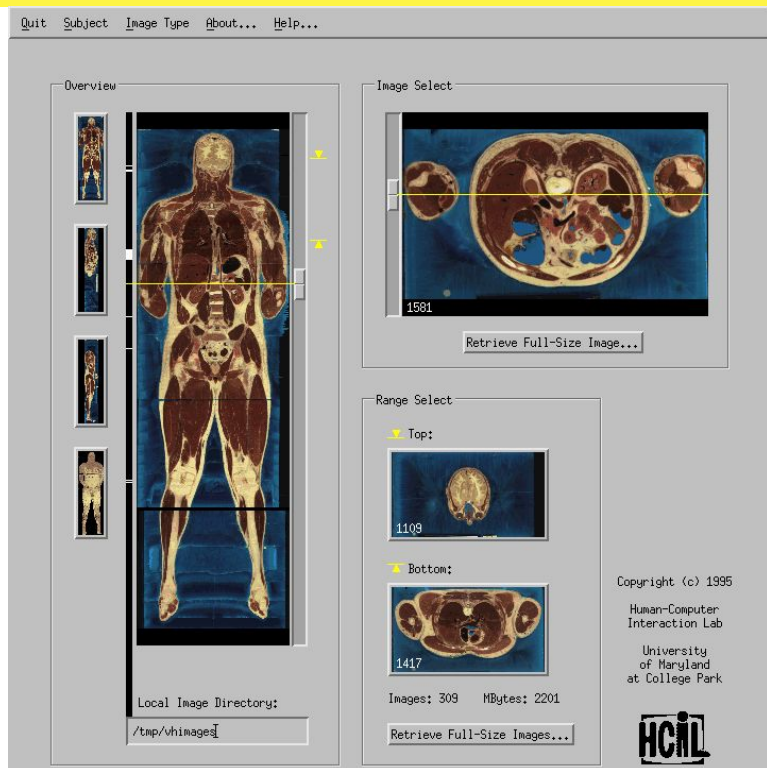 Quit Subject Image Type About... Help...
Overview
Image Select
1581
Retrieve Full-Size Image...
Range Select
Top:
1109
Bottom:
1417
Images: 309 MBytes: 2201
Retrieve Full-Size Images...
Local Image Directory:
/tmp/vhimages
Copyright (c) 1995
Human-Computer
Interaction Lab
University
of Maryland
at College Park
HCIL